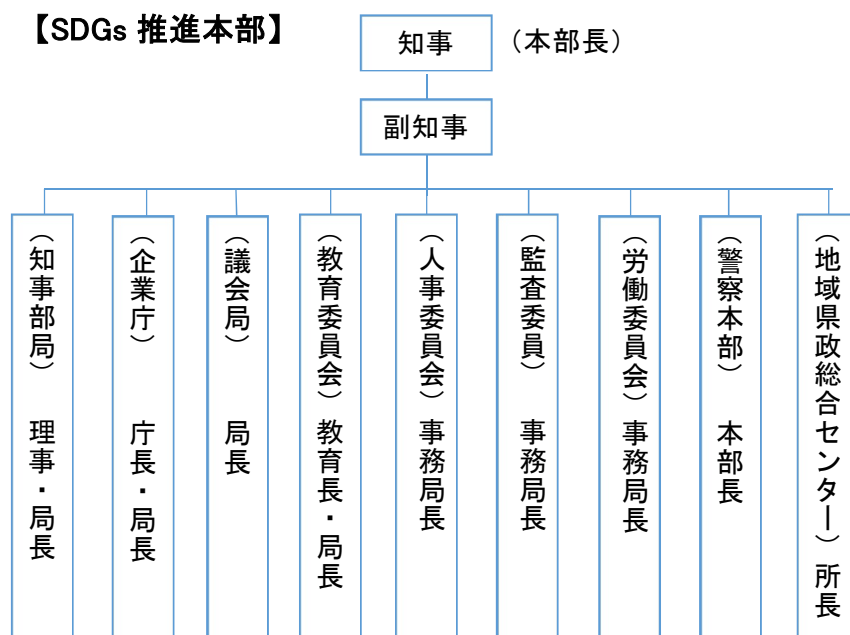 【SDGs 推進本部】
知事
（本部長）
副知事
（知事部局） 理事・局長
（企業庁） 庁長・局長
（議会局） 局長
（教育委員会）教育長・局長
（人事委員会）事務局長
（監査委員） 事務局長
（労働委員会）事務局長
（警察本部） 本部長
（地域県政総合センター）所長